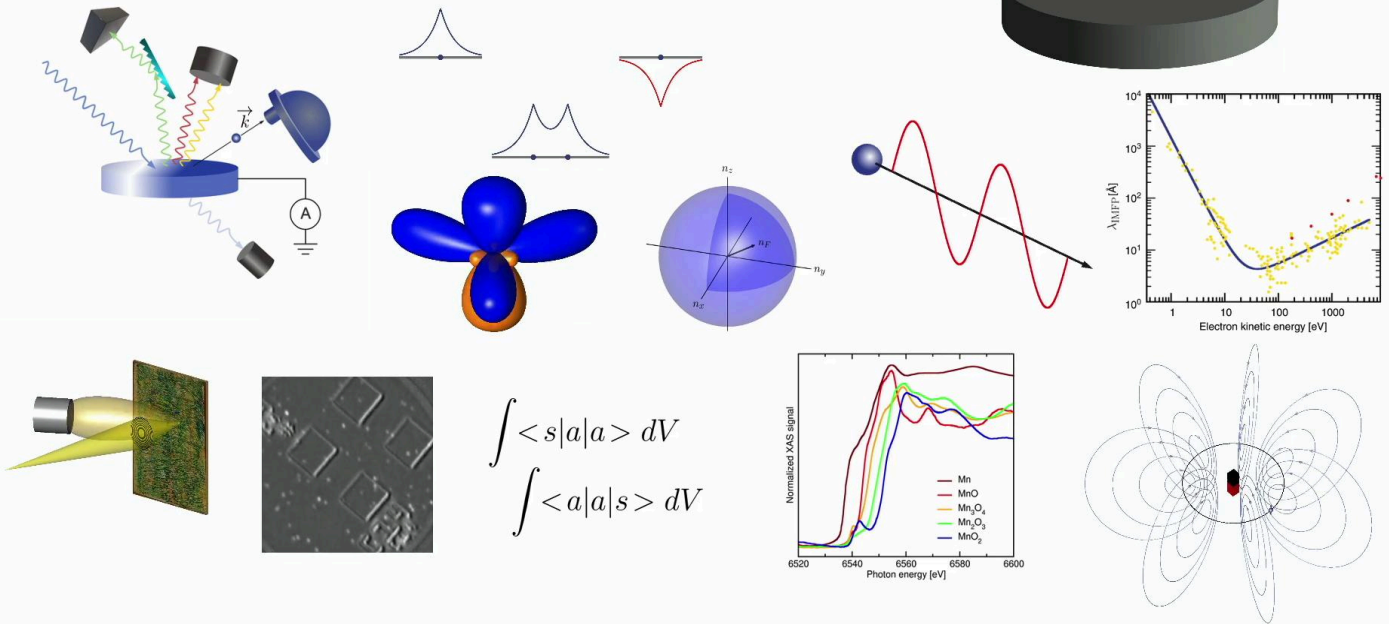 k
A
n_z
n_F
n_y
n_x
10^4
10^3
10^2
10^1
10^0
λ_IMFP [Å]
1 10 100 1000
Electron kinetic energy [eV]
∫<s|a|a> dV
∫<a|a|s> dV
Normalized XAS signal
Mn
MnO
Mn₃O₄
Mn₂O₃
MnO₂
6520 6540 6560 6580 6600
Photon energy [eV]